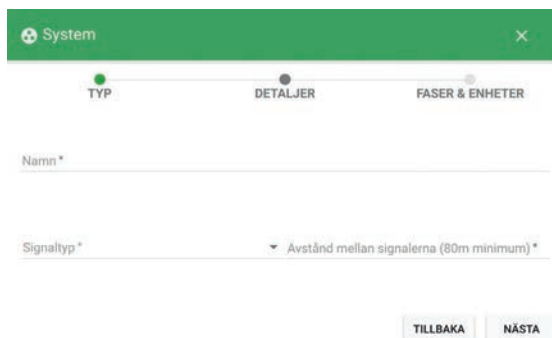 System
TYP DETALJER FASER & ENHETER
Namn *
Signaltyp * Avstånd mellan signalerna (80m minimum) *
TILLBAKA NÄSTA